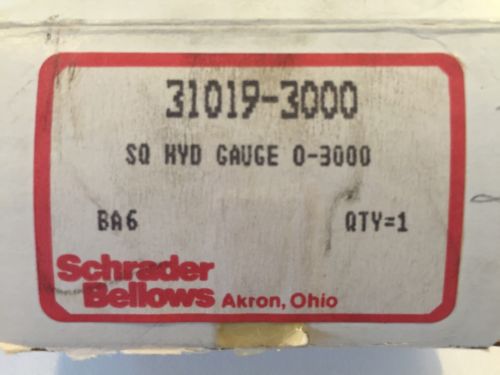 31019-3000
SQ HYD GAUGE 0-3000
BA6 QTY=1
Schrader
Bellows Akron, Ohio